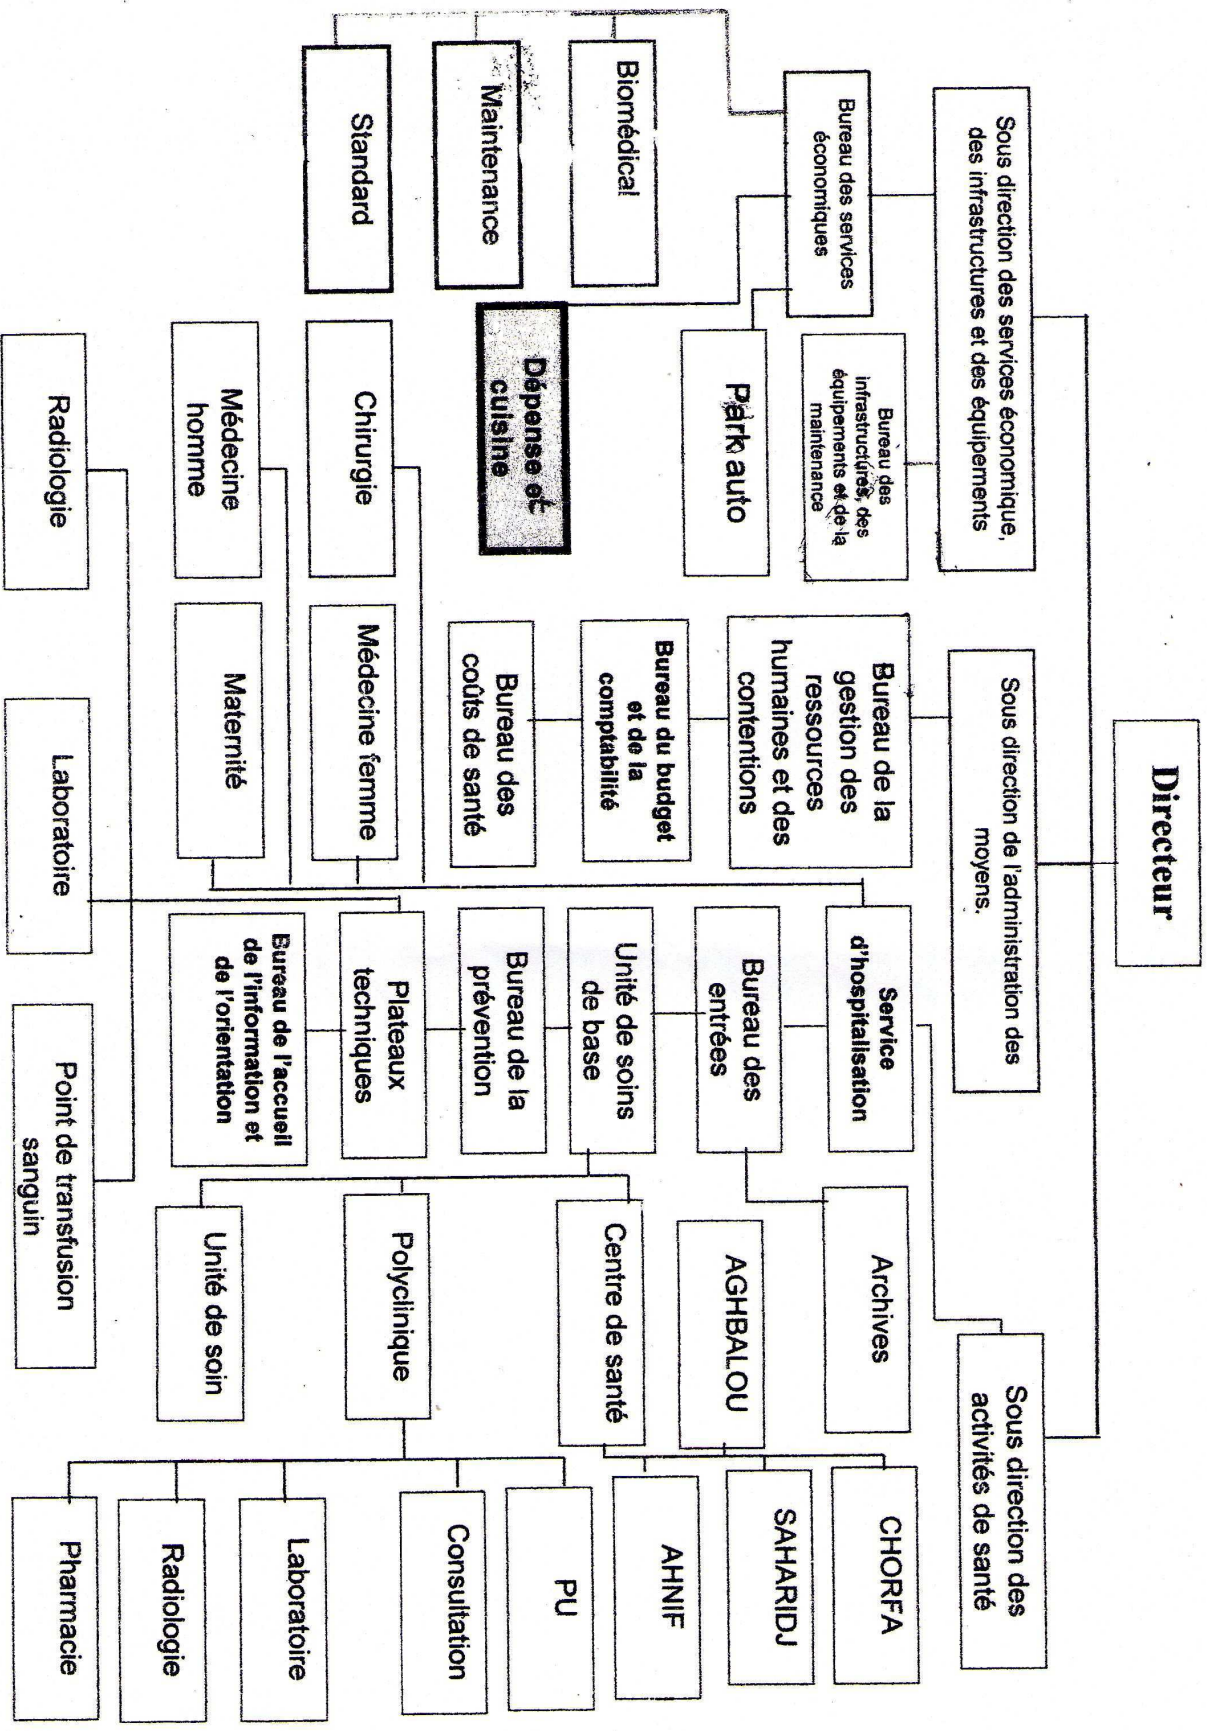 Directeur
Sous direction des services économique,
des infrastructures et des équipements
Sous direction de l'administration des
moyens.
Sous direction des
activités de santé
Bureau des services
économiques
Bureau des
infrastructures, des
équipements et de la
maintenance
Bureau de la
gestion des
ressources
humaines et des
contentions
Service
d'hospitalisation
Archives
CHORFA
Biomédical
Park auto
Bureau du budget
et de la
comptabilité
Bureau des
entrées
AGHBALOU
SAHARIDJ
Maintenance
Dépense et
cuisine
Bureau des
coûts de santé
Unité de soins
de base
Centre de santé
AHNIF
Bureau de la
prévention
PU
Standard
Chirurgie
Médecine femme
Plateaux
techniques
Polyclinique
Consultation
Médecine
homme
Maternité
Bureau de l'accueil
de l'information et
de l'orientation
Unité de soin
Laboratoire
Radiologie
Radiologie
Laboratoire
Point de transfusion
sanguin
Pharmacie